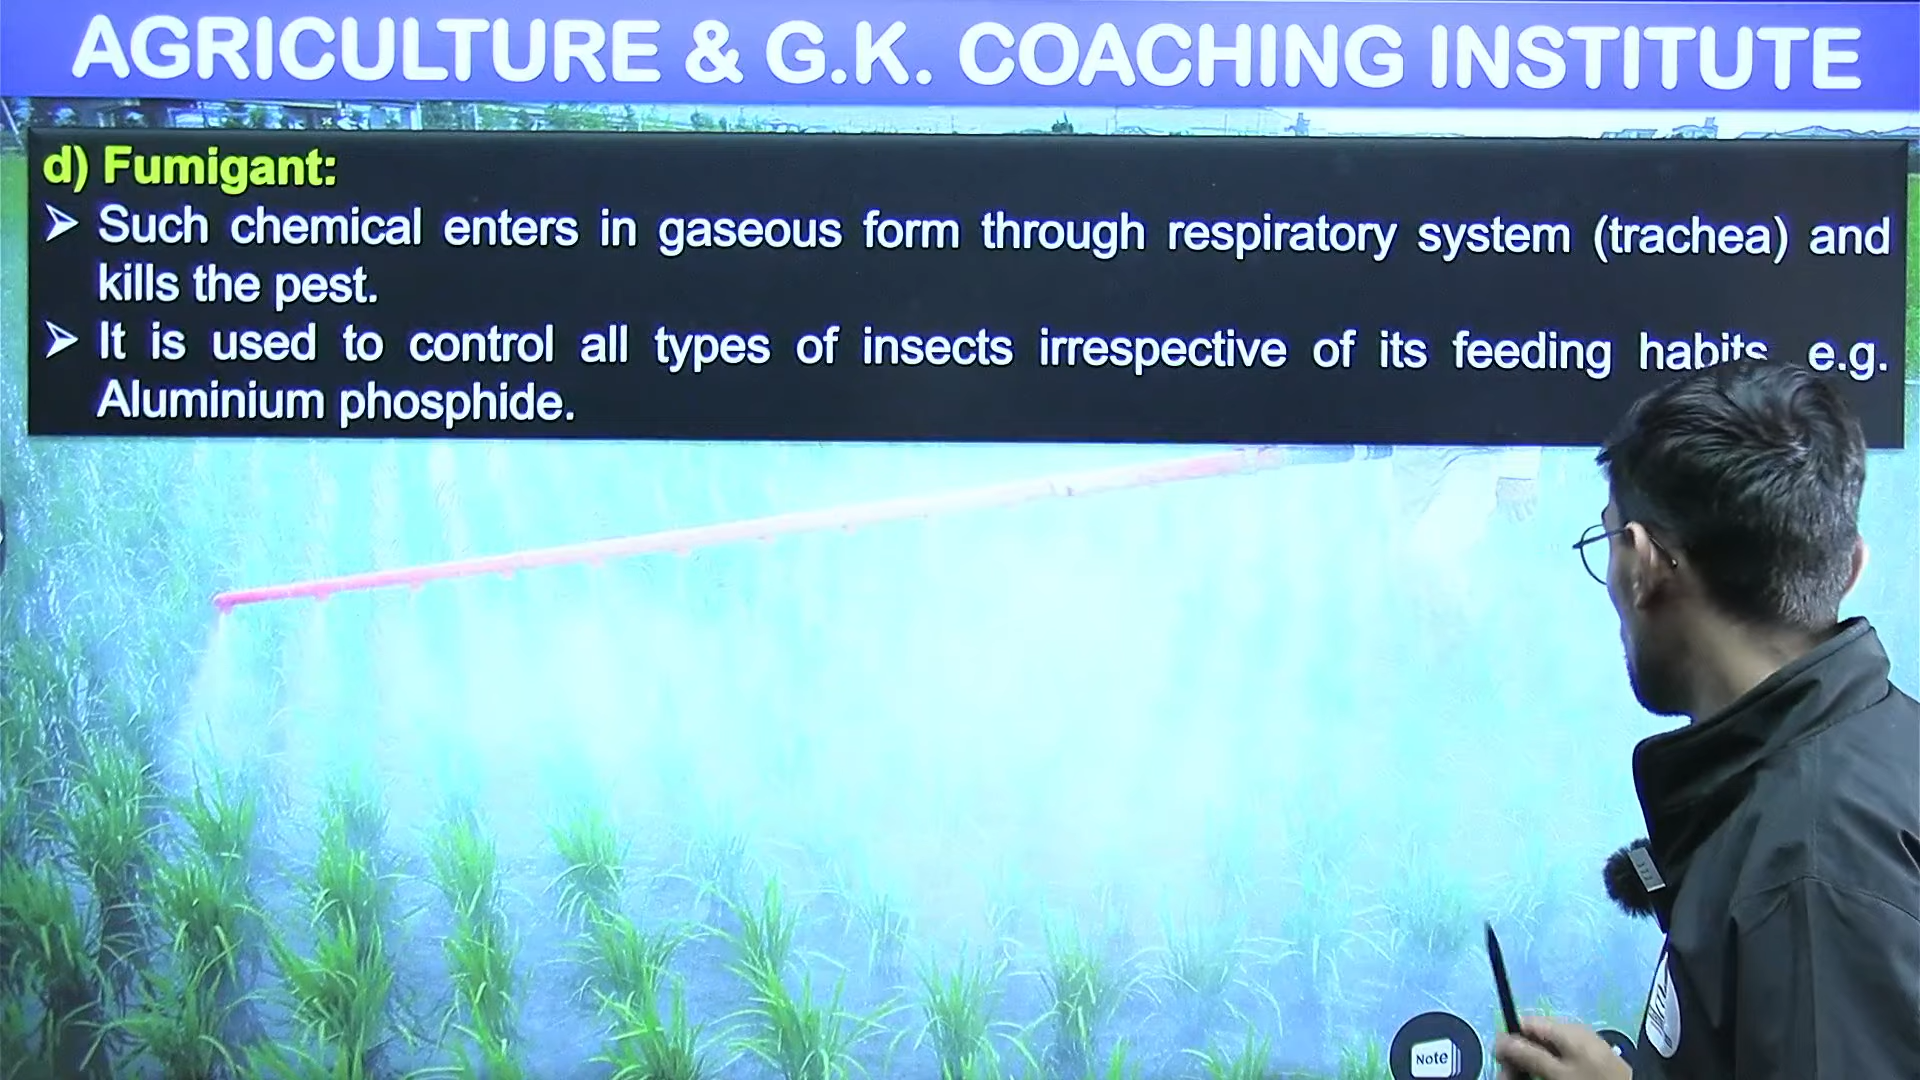 AGRICULTURE & G.K. COACHING INSTITUTE
d) Fumigant:
➤ Such chemical enters in gaseous form through respiratory system (trachea) and
kills the pest.
➤ It is used to control all types of insects irrespective of its feeding habits e.g.
Aluminium phosphide.
Note